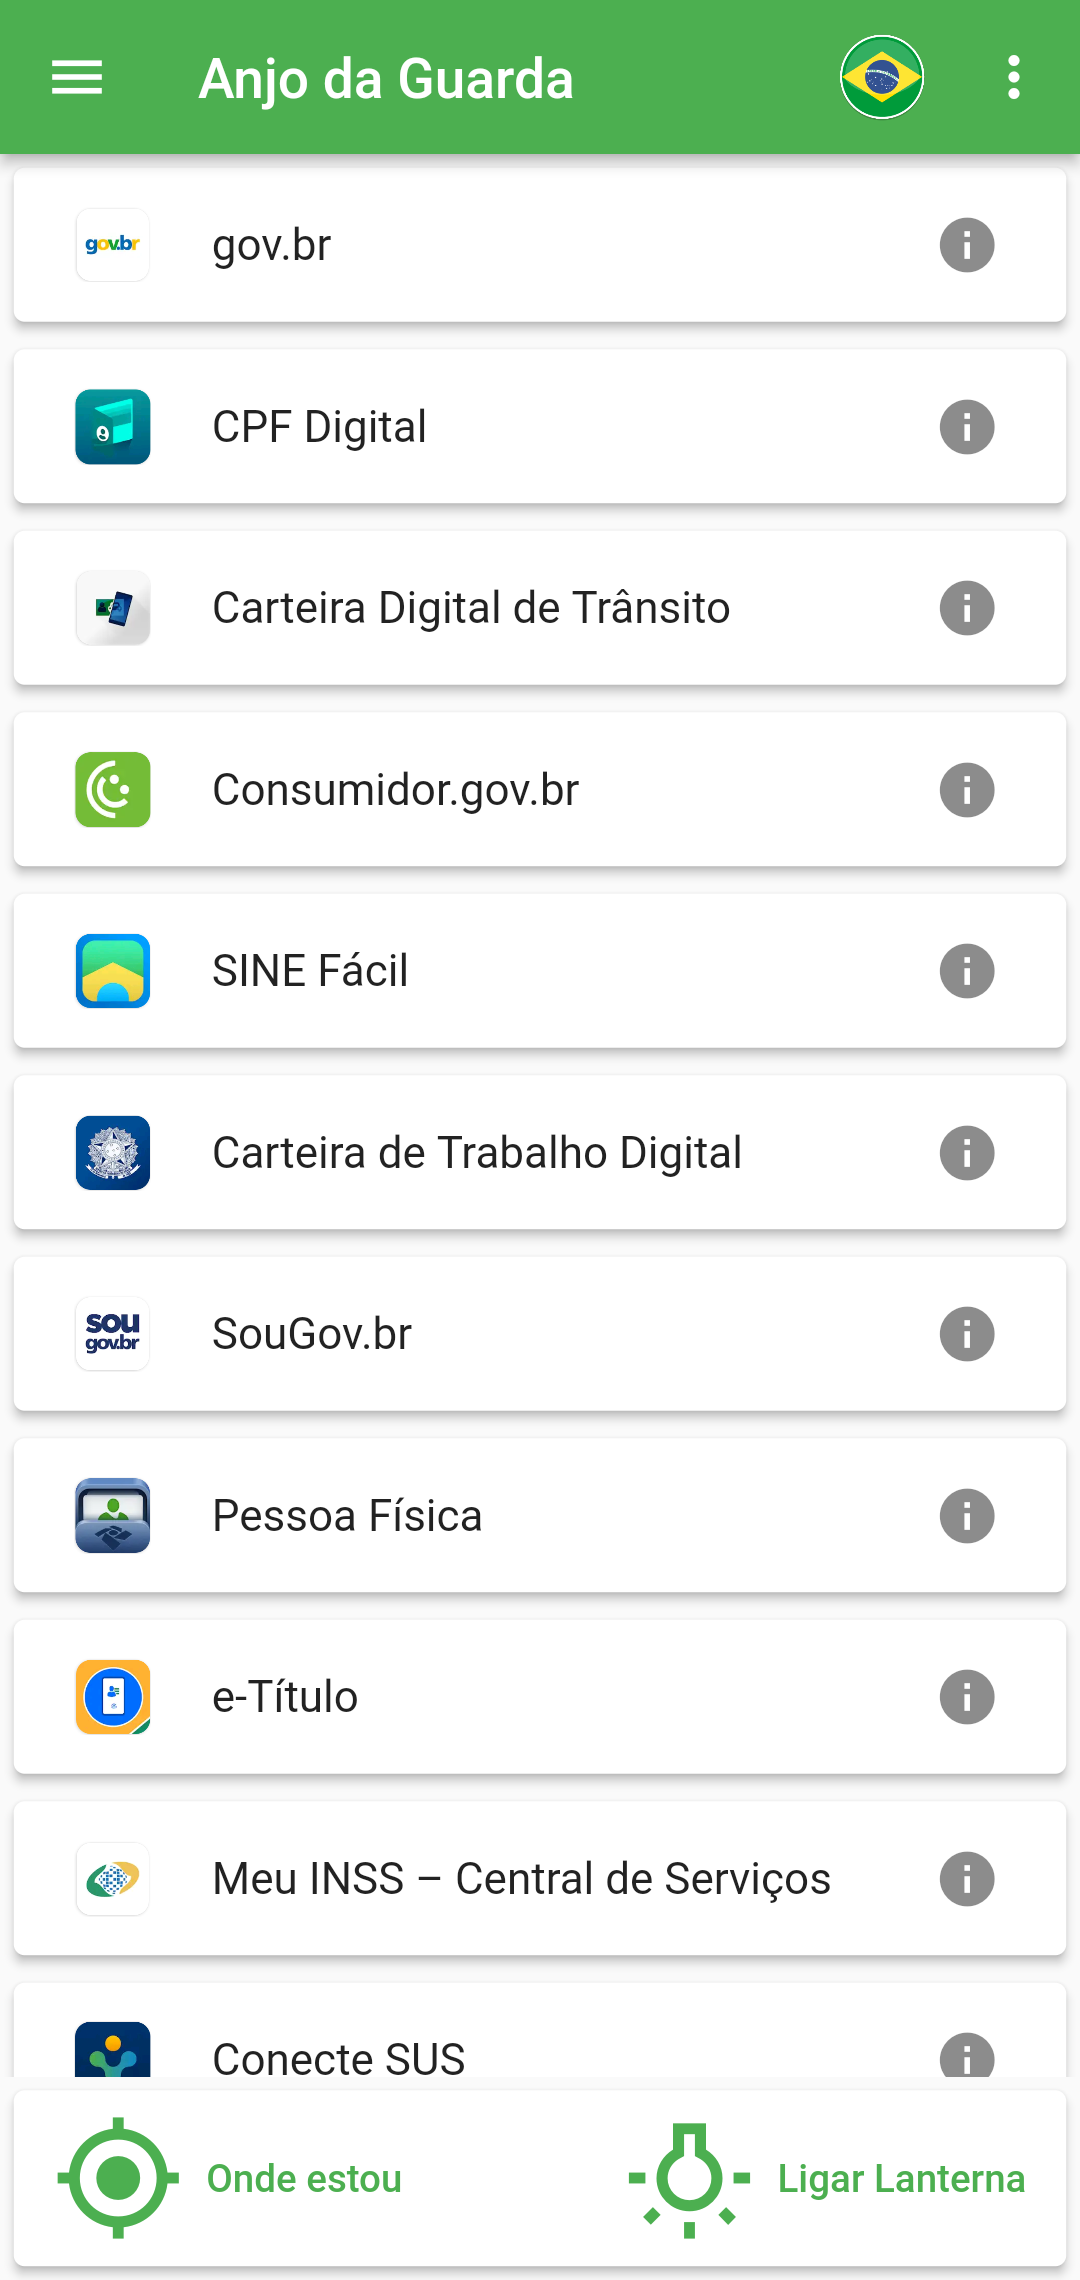 Anjo da Guarda
gov.br
gov.br
CPF Digital
Carteira Digital de Trânsito
Consumidor.gov.br
SINE Fácil
Carteira de Trabalho Digital
sou
gov.br
SouGov.br
Pessoa Física
e-Título
Meu INSS – Central de Serviços
Conecte SUS
Onde estou
Ligar Lanterna